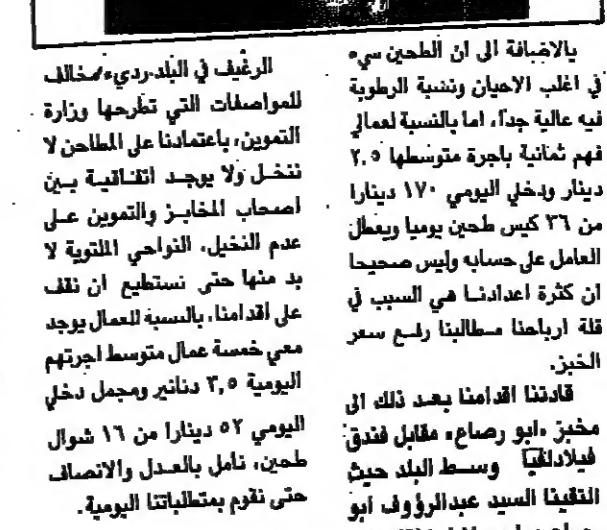 بالاضافة الى ان الطحين سيء
في اغلب الاحيان ونسبة الرطوبة
فيه عالية جداً، اما بالنسبة لعمالي
فهم ثمانية باجرة متوسطها ٢,٥
دينار ودخلي اليومي ١٧٠ دينارا
من ٣٦ كيس طحين يوميا ويعطل
العامل على حسابه وليس صحيحا
ان كثرة اعدادنا هي السبب في
قلة ارباحنا مطالبنا رفع سعر
الخبز.
قادتنا اقدامنا بعد ذلك الى
مخبز «ابو رصاع» مقابل فندق
فيلادلفيا وسط البلد حيث
التقينا السيد عبدالرؤوف ابو
الرغيف في البلد رديء مخالف
للمواصفات التي تطرحها وزارة
التموين، باعتمادنا على المطاحن لا
ننخل ولا يوجد اتفاقية بين
اصحاب المخابز والتموين على
عدم النخيل، النواحي الملتوية لا
بد منها حتى نستطيع ان نقف
على اقدامنا، بالنسبة للعمال يوجد
معي خمسة عمال متوسط اجرتهم
اليومية ٣,٥ دنانير ومجمل دخلي
اليومي ٥٢ دينارا من ١٦ شوال
طحين، نامل بالعدل والانصاف
حتى نقوم بمتطلباتنا اليومية.